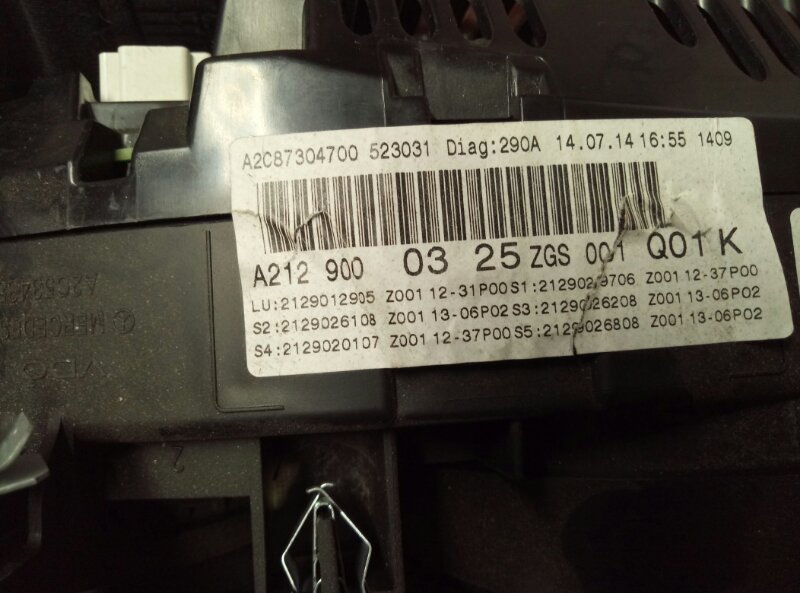 A2C87304700 523031 Diag:290A 14.07.14 16:55 1409
A212 900 03 25 ZGS 001 Q01 K
LU:2129012905 Z001 12-31P00 S1:2129029706 Z001 12-37P00
S2:2129026108 Z001 13-06P02 S3:2129026208 Z001 13-06P02
S4:2129020107 Z001 12-37P00 S5:2129026808 Z001 13-06P02
VDO
2